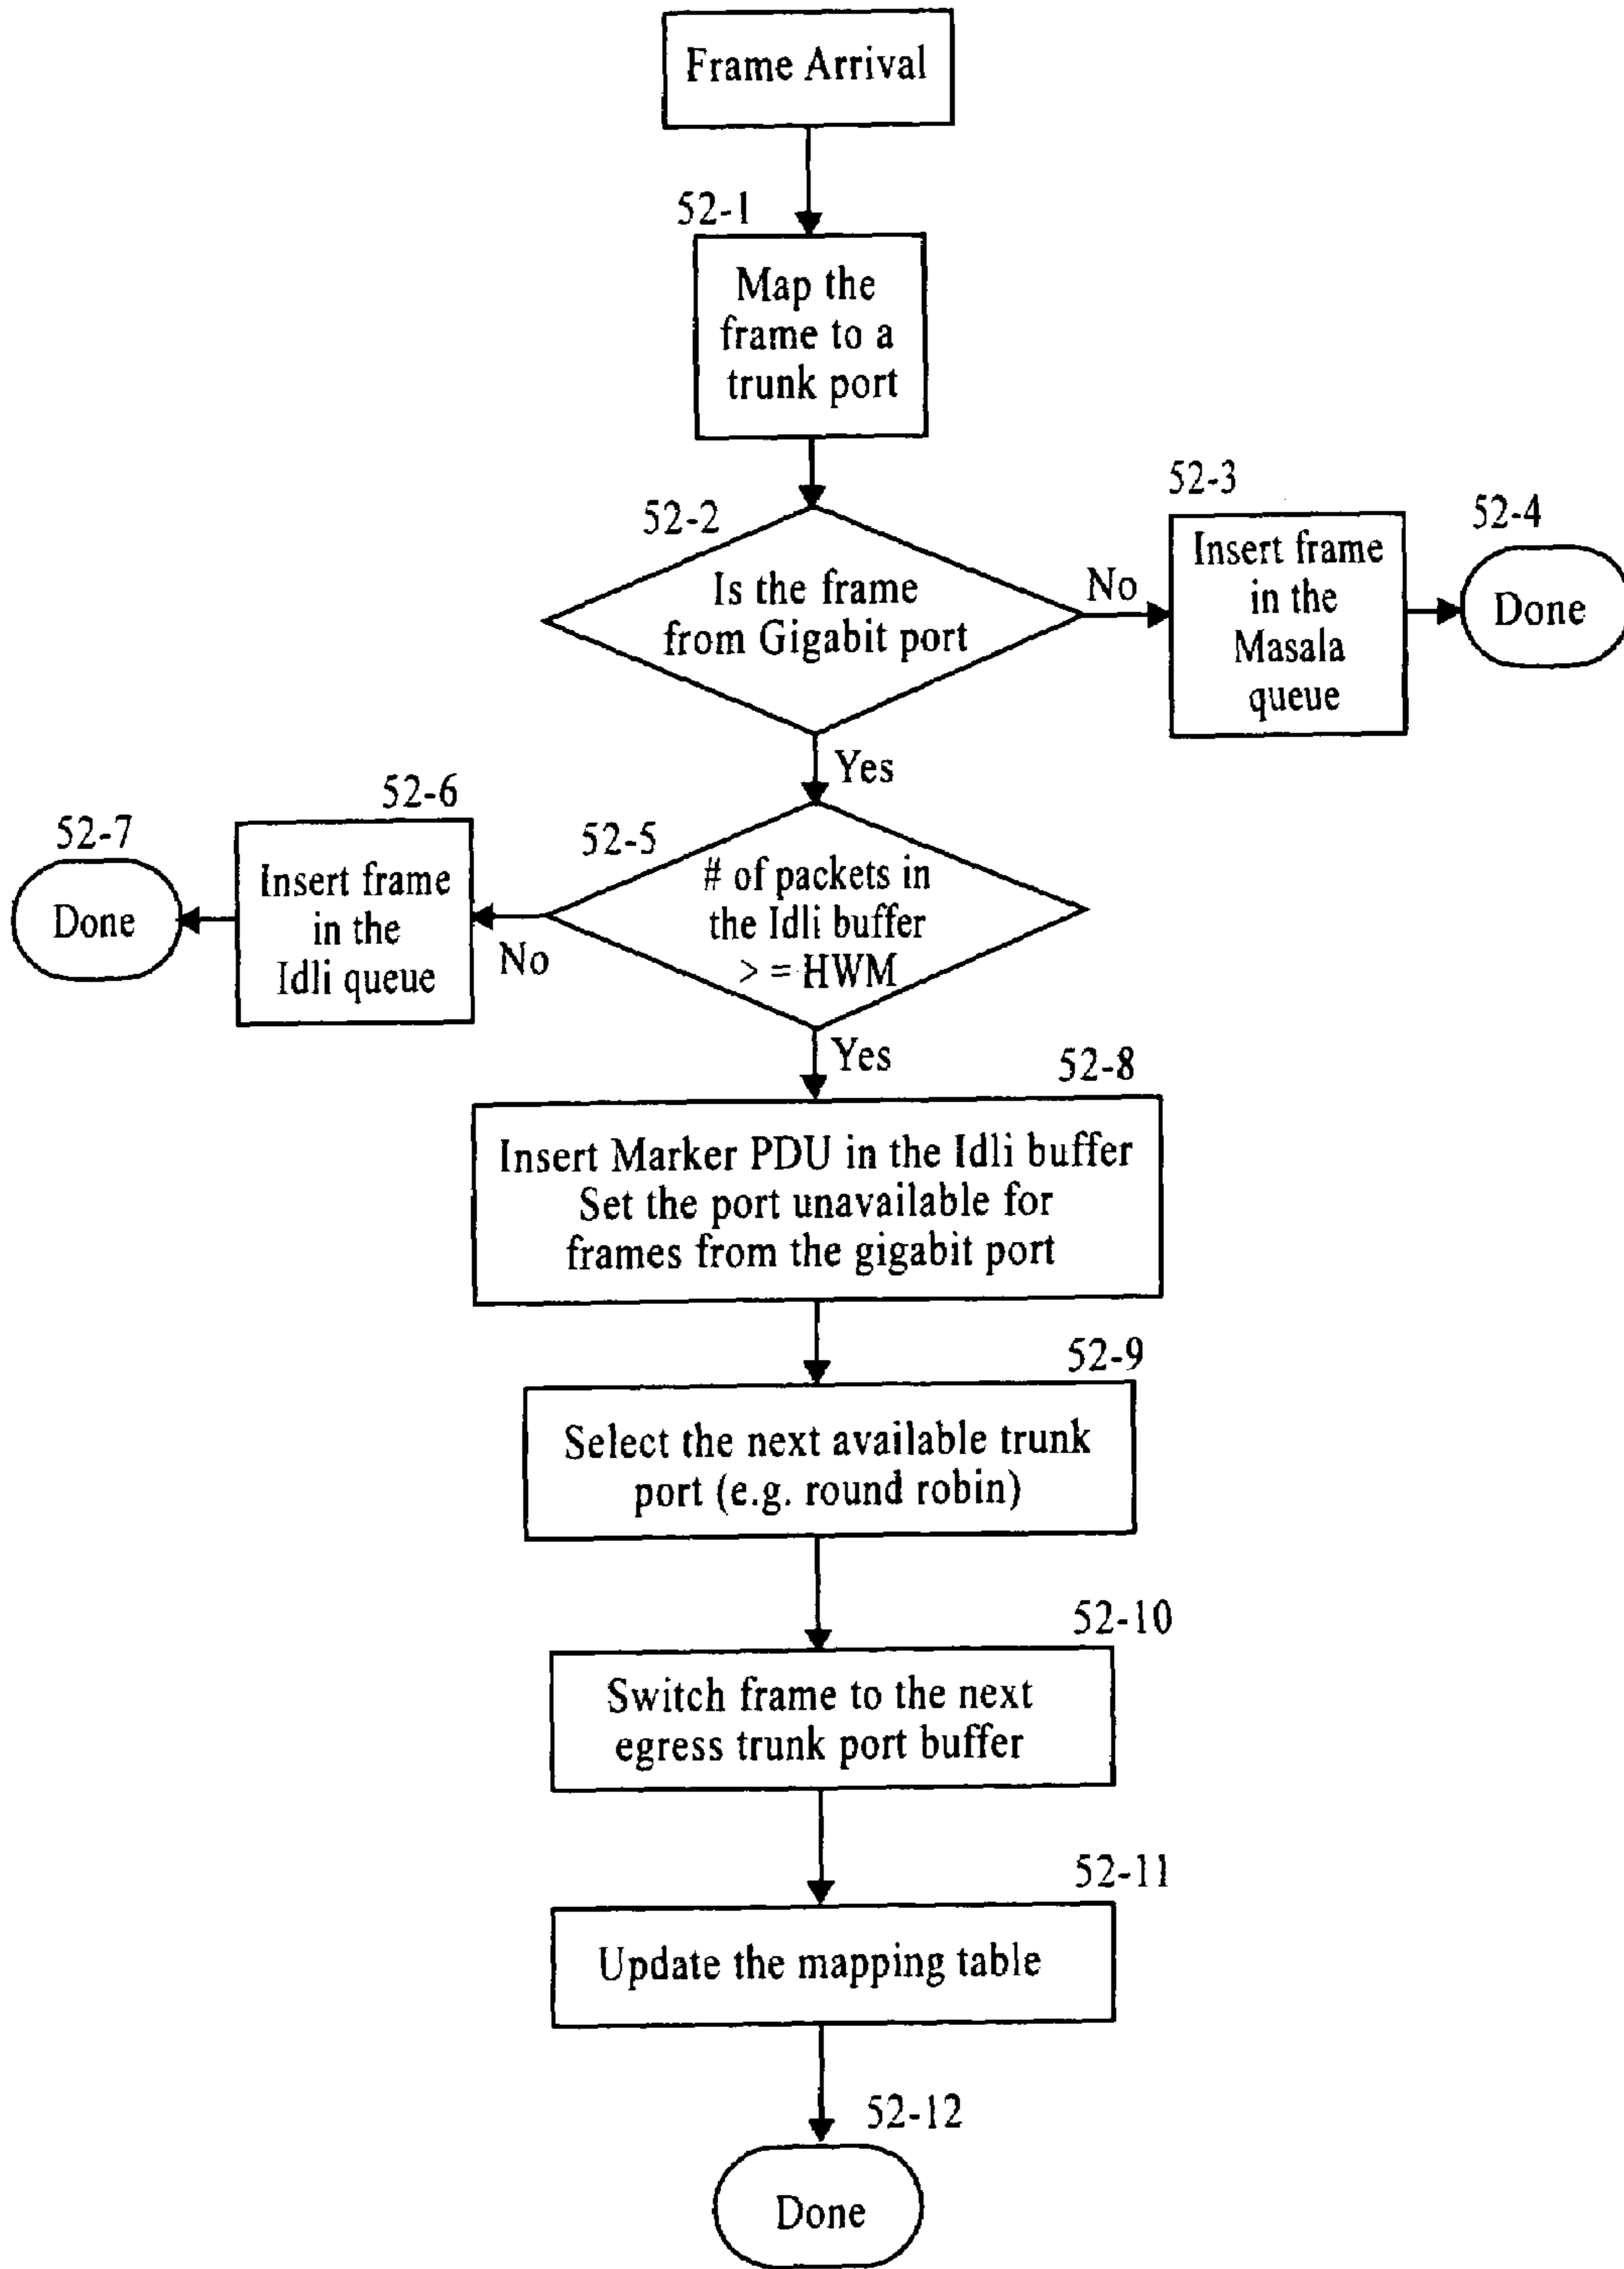 Frame Arrival
52-1
Map the
frame to a
trunk port
52-2
Is the frame
from Gigabit port
No
52-3
Insert frame
in the
Masala
queue
52-4
Done
Yes
52-5
# of packets in
the Idli buffer
> = HWM
No
52-6
Insert frame
in the
Idli queue
52-7
Done
Yes
52-8
Insert Marker PDU in the Idli buffer
Set the port unavailable for
frames from the gigabit port
52-9
Select the next available trunk
port (e.g. round robin)
52-10
Switch frame to the next
egress trunk port buffer
52-11
Update the mapping table
52-12
Done